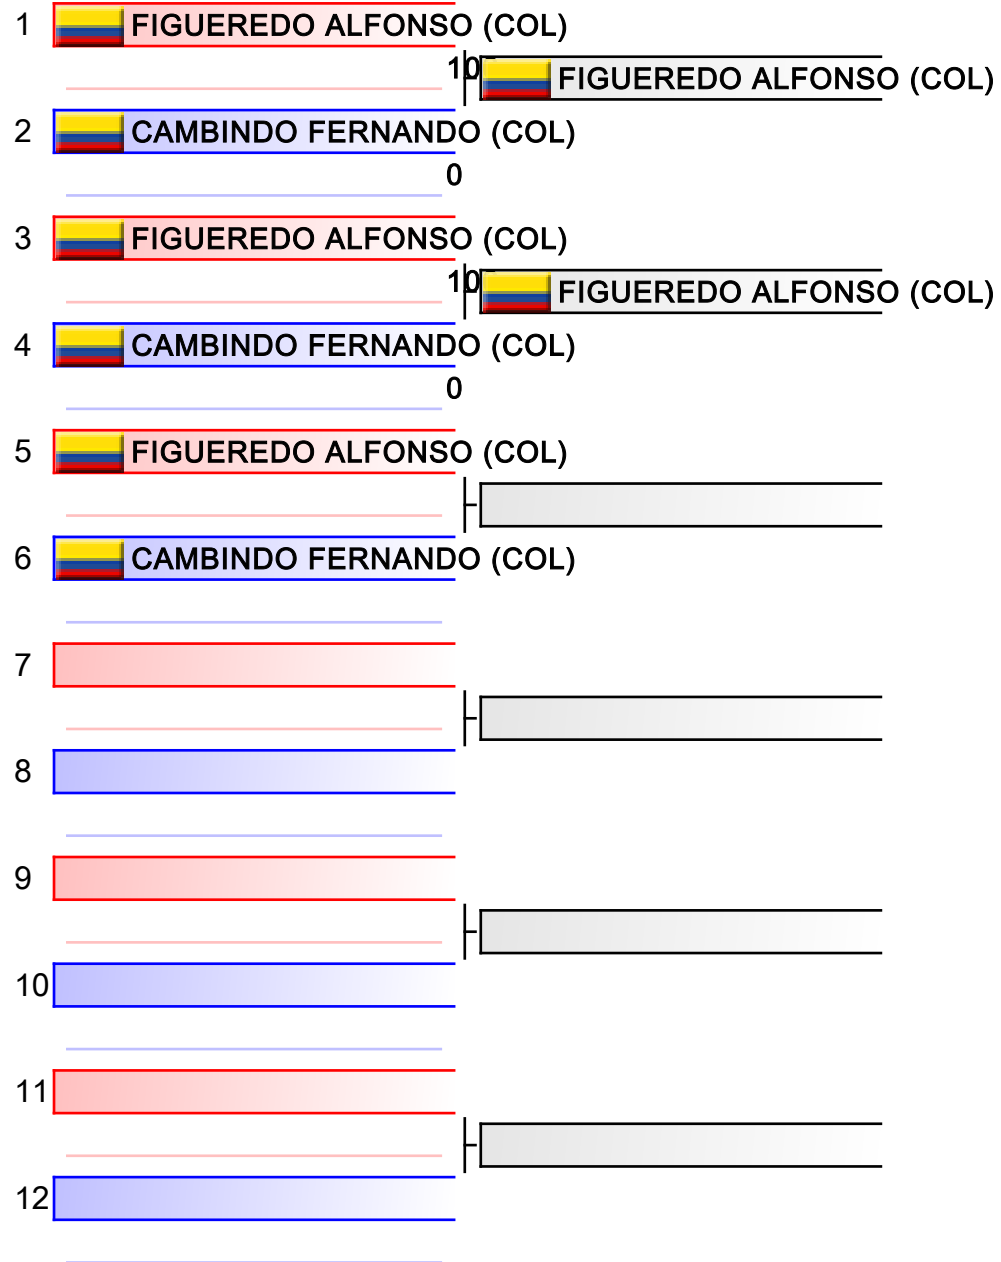 1 FIGUEREDO ALFONSO (COL)
FIGUEREDO ALFONSO (COL)
2 CAMBINDO FERNANDO (COL)
0
3 FIGUEREDO ALFONSO (COL)
FIGUEREDO ALFONSO (COL)
4 CAMBINDO FERNANDO (COL)
0
5 FIGUEREDO ALFONSO (COL)
6 CAMBINDO FERNANDO (COL)
7
8
9
10
11
12